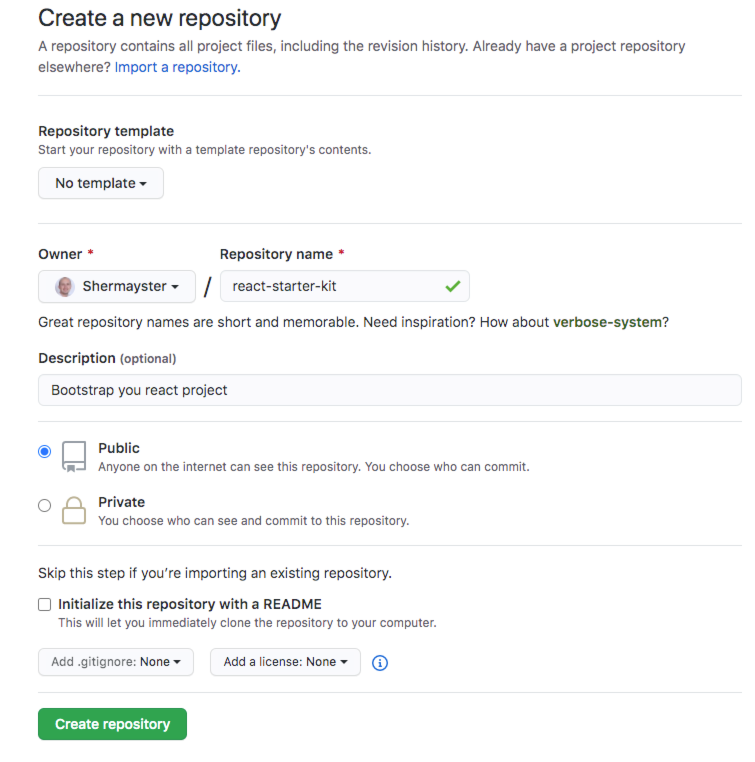 Create a new repository
A repository contains all project files, including the revision history. Already have a project repository
elsewhere? Import a repository.
Repository template
Start your repository with a template repository's contents.
No template
Owner * Repository name *
Shermayster / react-starter-kit
Great repository names are short and memorable. Need inspiration? How about verbose-system?
Description (optional)
Bootstrap you react project
Public
Anyone on the internet can see this repository. You choose who can commit.
Private
You choose who can see and commit to this repository.
Skip this step if you’re importing an existing repository.
Initialize this repository with a README
This will let you immediately clone the repository to your computer.
Add .gitignore: None Add a license: None
Create repository